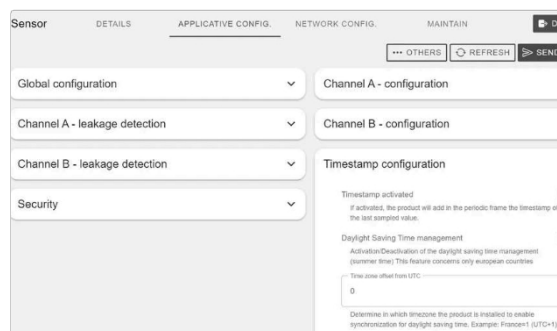 Sensor DETAILS APPLICATIVE CONFIG. NETWORK CONFIG. MAINTAIN
OTHERS REFRESH SEND
Global configuration
Channel A - leakage detection
Channel B - leakage detection
Security
Channel A - configuration
Channel B - configuration
Timestamp configuration
Timestamp activated
If activated, the product will add in the periodic frame the timestamp of
the last sampled value.
Daylight Saving Time management
Activation/Deactivation of the daylight saving time management
(summer time) This feature concerns only european countries
Time zone offset from UTC
0
Determine in which timezone the product is installed to enable
synchronization for daylight saving time. Example: France=1 (UTC+1)